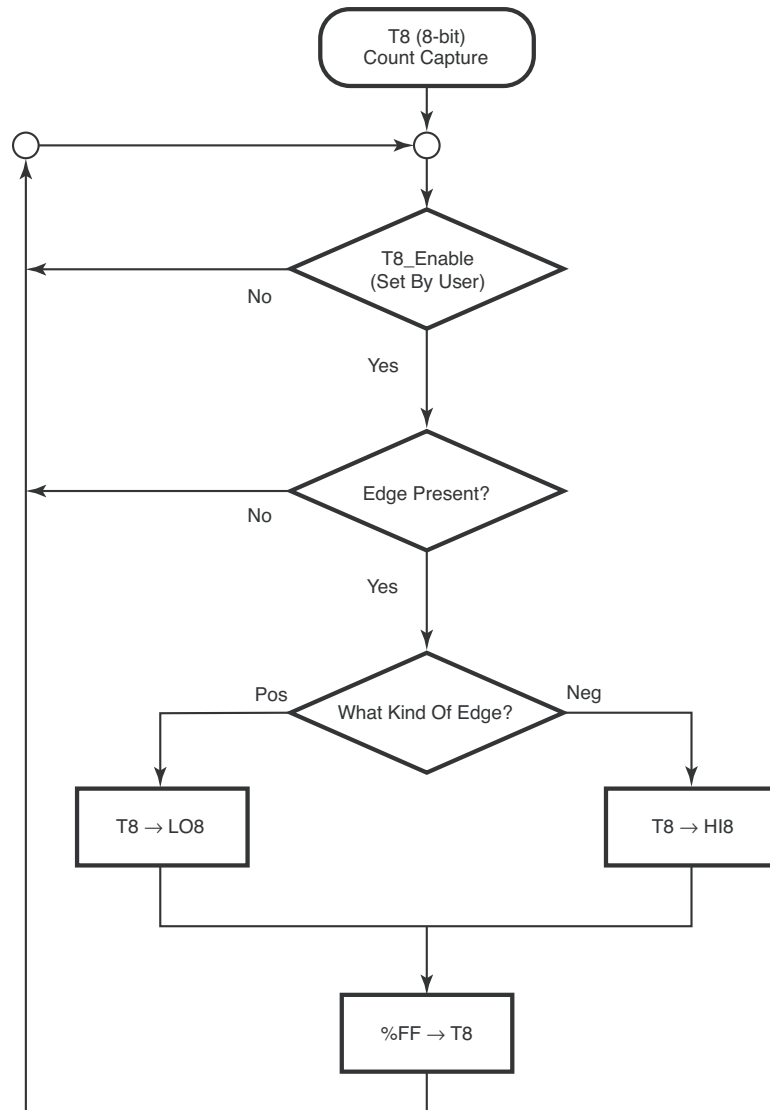 T8 (8-bit)
Count Capture
T8_Enable
(Set By User)
No
Yes
Edge Present?
No
Yes
Pos
What Kind Of Edge?
Neg
T8 → LO8
T8 → HI8
%FF → T8